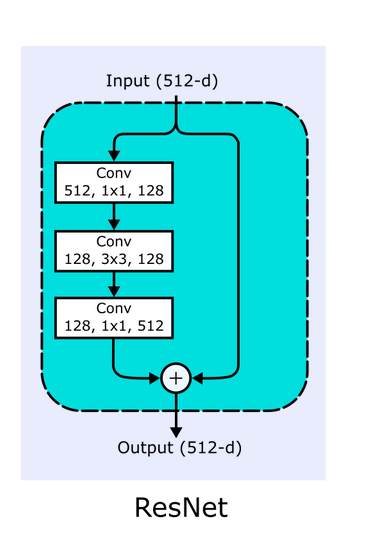 Input (512-d)
Conv
512, 1x1, 128
Conv
128, 3x3, 128
Conv
128, 1x1, 512
+
Output (512-d)
ResNet